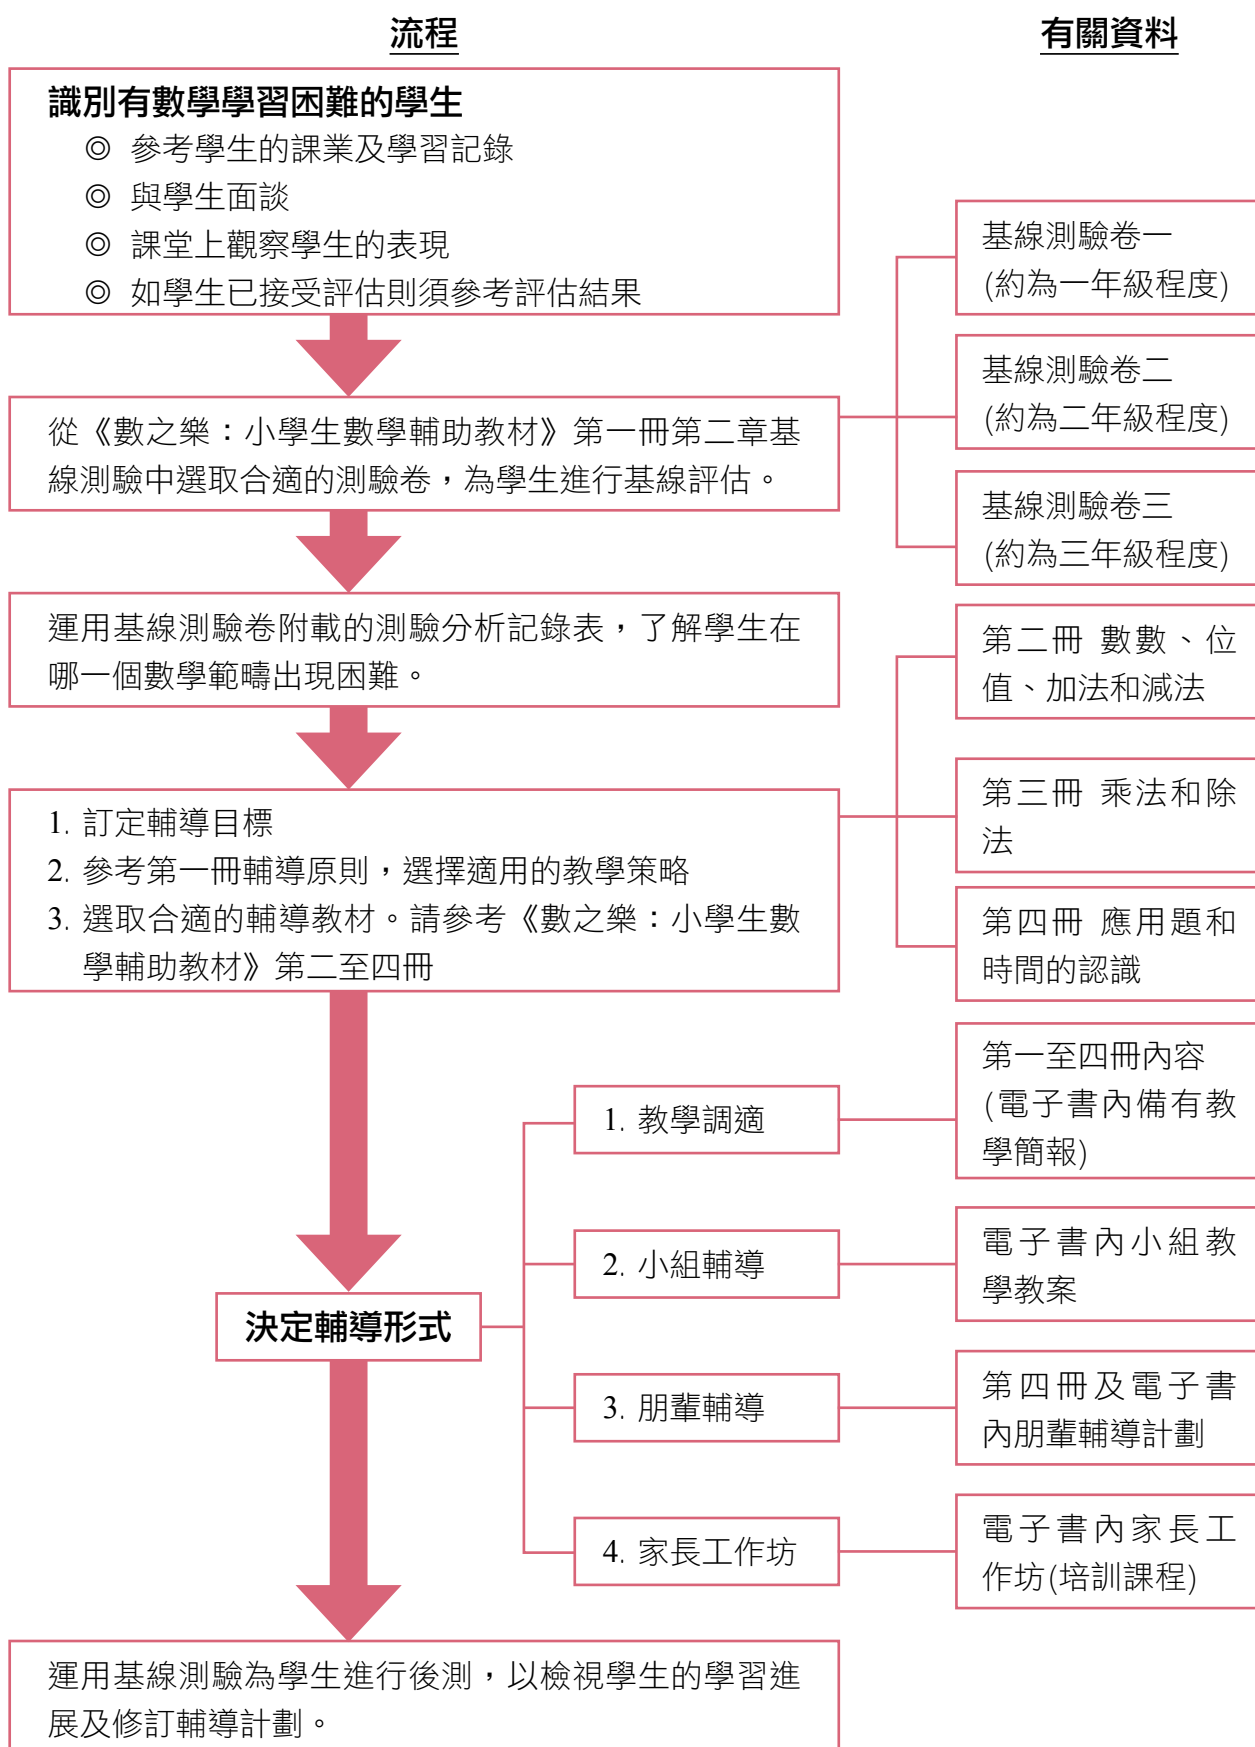 流程
有關資料
識別有數學學習困難的學生
◎ 參考學生的課業及學習記錄
◎ 與學生面談
◎ 課堂上觀察學生的表現
◎ 如學生已接受評估則須參考評估結果
從《數之樂：小學生數學輔助教材》第一冊第二章基
線測驗中選取合適的測驗卷，為學生進行基線評估。
基線測驗卷一
(約為一年級程度)
基線測驗卷二
(約為二年級程度)
基線測驗卷三
(約為三年級程度)
運用基線測驗卷附載的測驗分析記錄表，了解學生在
哪一個數學範疇出現困難。
1. 訂定輔導目標
2. 參考第一冊輔導原則，選擇適用的教學策略
3. 選取合適的輔導教材。請參考《數之樂：小學生數
學輔助教材》第二至四冊
第二冊 數數、位
值、加法和減法
第三冊 乘法和除
法
第四冊 應用題和
時間的認識
決定輔導形式
1. 教學調適
第一至四冊內容
(電子書內備有教
學簡報)
2. 小組輔導
電子書內小組教
學教案
3. 朋輩輔導
第四冊及電子書
內朋輩輔導計劃
4. 家長工作坊
電子書內家長工
作坊(培訓課程)
運用基線測驗為學生進行後測，以檢視學生的學習進
展及修訂輔導計劃。